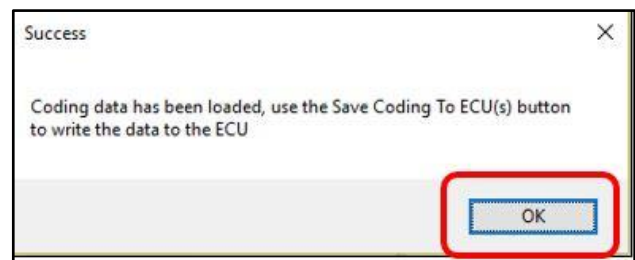 Success
Coding data has been loaded, use the Save Coding To ECU(s) button
to write the data to the ECU
OK